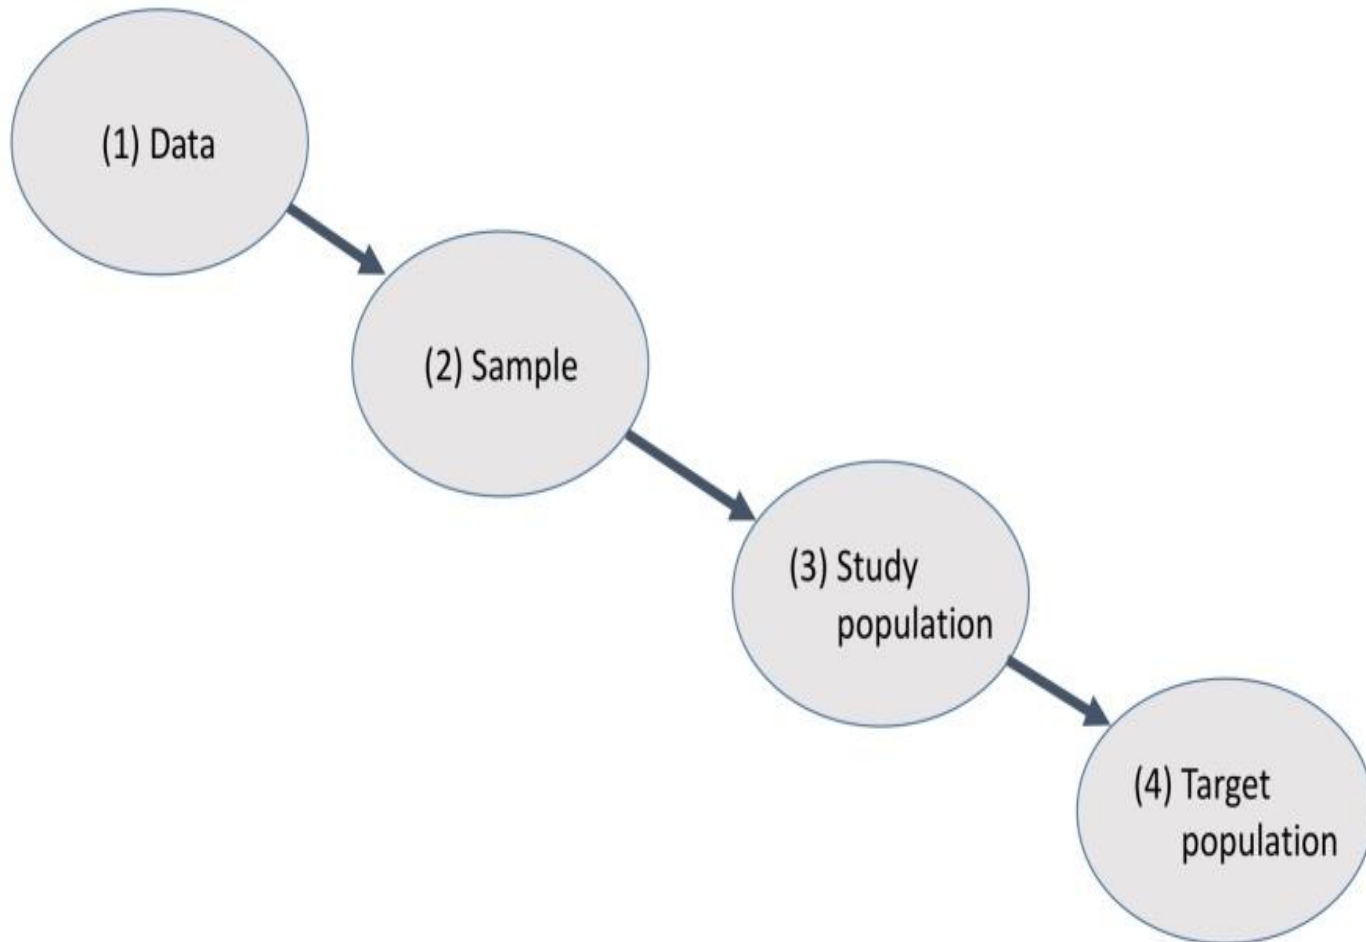 (1) Data
(2) Sample
(3) Study
population
(4) Target
population